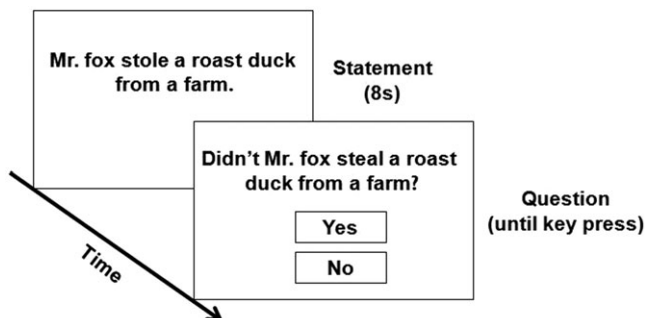 Mr. fox stole a roast duck
from a farm.
Statement
(8s)
Didn't Mr. fox steal a roast
duck from a farm?
Yes
No
Question
(until key press)
Time